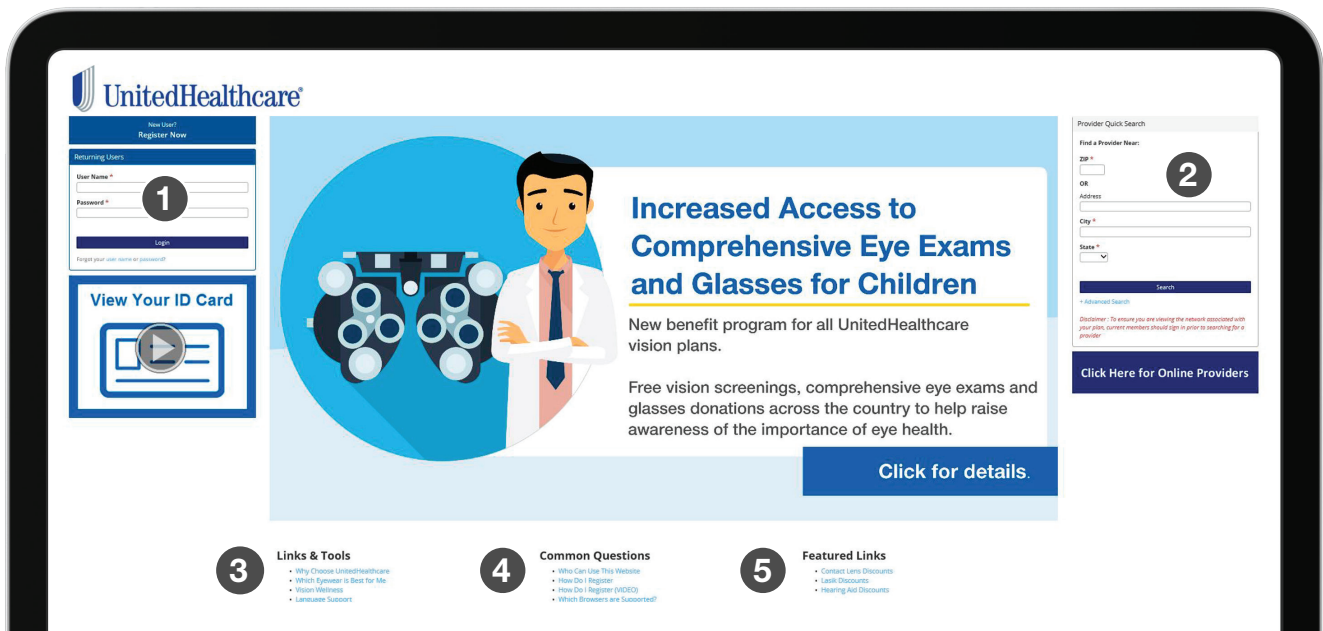 UnitedHealthcare®
New User?
Register Now
Returning Users
User Name *
Password *
1
Login
Forgot your user name or password?
View Your ID Card
Increased Access to
Comprehensive Eye Exams
and Glasses for Children
New benefit program for all UnitedHealthcare
vision plans.
Free vision screenings, comprehensive eye exams and
glasses donations across the country to help raise
awareness of the importance of eye health.
Click for details.
Provider Quick Search
Find a Provider Near:
ZIP *
2
OR
Address
City *
State *
Search
+ Advanced Search
Disclaimer : To ensure you are viewing the network associated with
your plan, current members should sign in prior to searching for a
provider
Click Here for Online Providers
3
Links & Tools
• Why Choose UnitedHealthcare
• Which Eyewear is Best for Me
• Vision Wellness
• Language Support
4
Common Questions
• Who Can Use This Website
• How Do I Register
• How Do I Register (VIDEO)
• Which Browsers are Supported?
5
Featured Links
• Contact Lens Discounts
• Lasik Discounts
• Hearing Aid Discounts